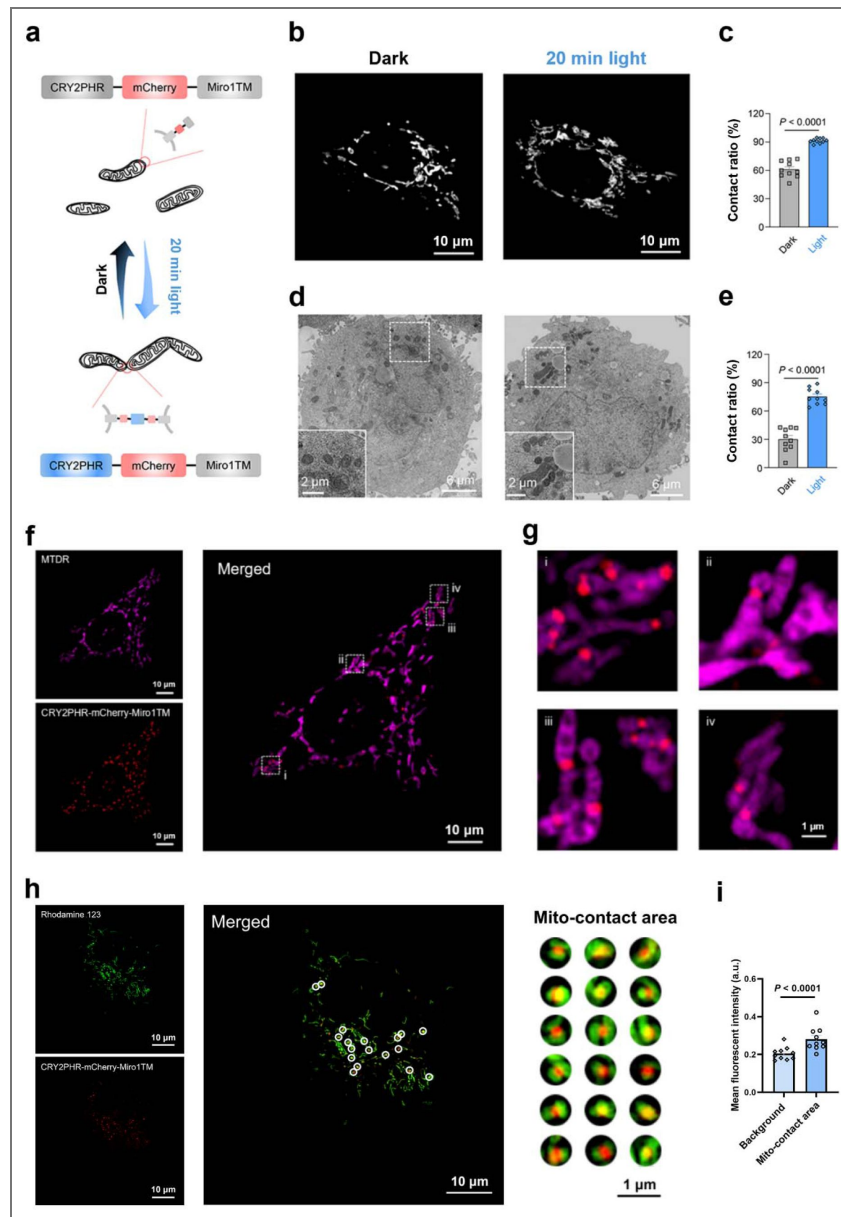 a
CRY2PHR mCherry Miro1TM
Dark
20 min light
CRY2PHR mCherry Miro1TM
b
Dark
20 min light
10 µm
10 µm
c
Contact ratio (%)
120
90
60
30
0
P < 0.0001
Dark
Light
d
2 µm
6 µm
2 µm
6 µm
e
Contact ratio (%)
120
90
60
30
0
P < 0.0001
Dark
Light
f
MTDR
10 µm
CRY2PHR-mCherry-Miro1TM
10 µm
Merged
iv
iii
ii
i
10 µm
g
i
ii
iii
iv
1 µm
h
Rhodamine 123
10 µm
CRY2PHR-mCherry-Miro1TM
10 µm
Merged
10 µm
Mito-contact area
1 µm
i
Mean fluorescent intensity (a.u.)
0.6
0.4
0.2
0.0
P < 0.0001
Background
Mito-contact area